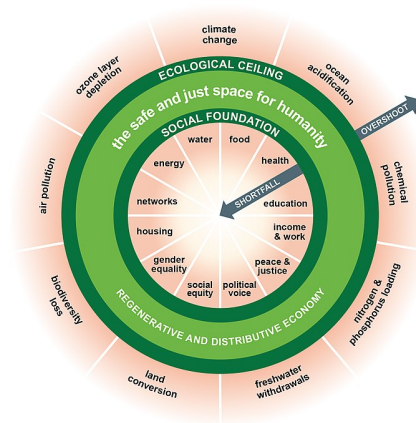 climate
change
ozone layer
depletion
ocean
acidification
ECOLOGICAL CEILING
the safe and just space for humanity
OVERSHOOT
SOCIAL FOUNDATION
water
food
energy
health
SHORTFALL
air pollution
chemical
pollution
networks
education
housing
income
& work
gender
equality
peace &
justice
social
equity
political
voice
biodiversity
loss
nitrogen &
phosphorus loading
REGENERATIVE AND DISTRIBUTIVE ECONOMY
land
conversion
freshwater
withdrawals